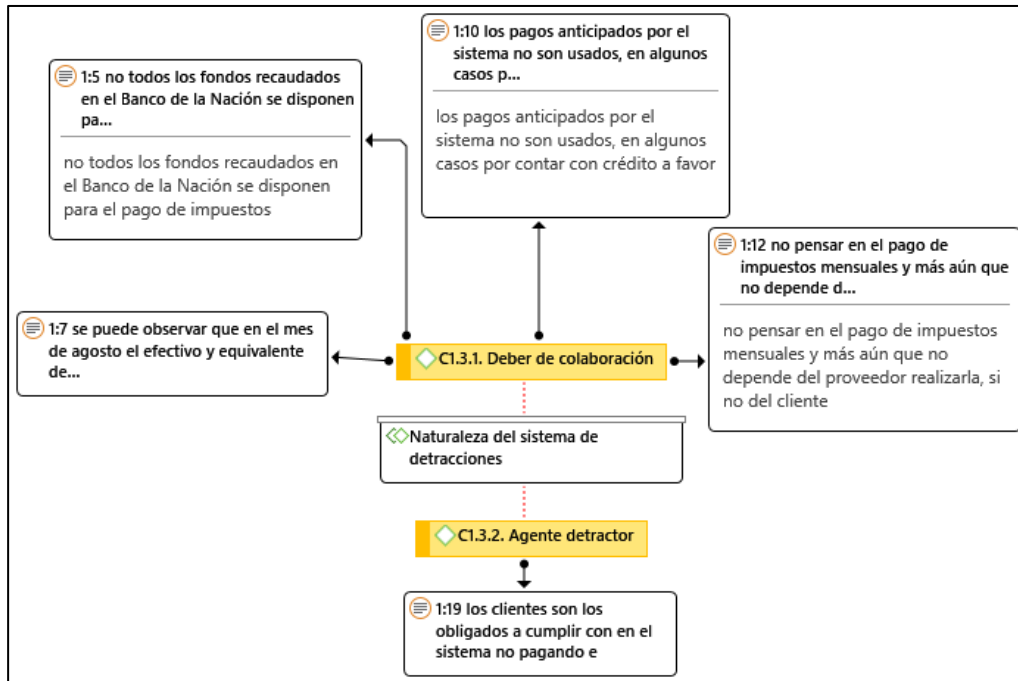 1:10 los pagos anticipados por el
sistema no son usados, en algunos
casos p...
los pagos anticipados por el
sistema no son usados, en algunos
casos por contar con crédito a favor
1:5 no todos los fondos recaudados
en el Banco de la Nación se disponen
pa...
no todos los fondos recaudados en
el Banco de la Nación se disponen
para el pago de impuestos
1:12 no pensar en el pago de
impuestos mensuales y más aún que
no depende d...
no pensar en el pago de impuestos
mensuales y más aún que no
depende del proveedor realizarla, si
no del cliente
1:7 se puede observar que en el mes
de agosto el efectivo y equivalente
de...
C1.3.1. Deber de colaboración
Naturaleza del sistema de
detracciones
C1.3.2. Agente detractor
1:19 los clientes son los
obligados a cumplir con en el
sistema no pagando e